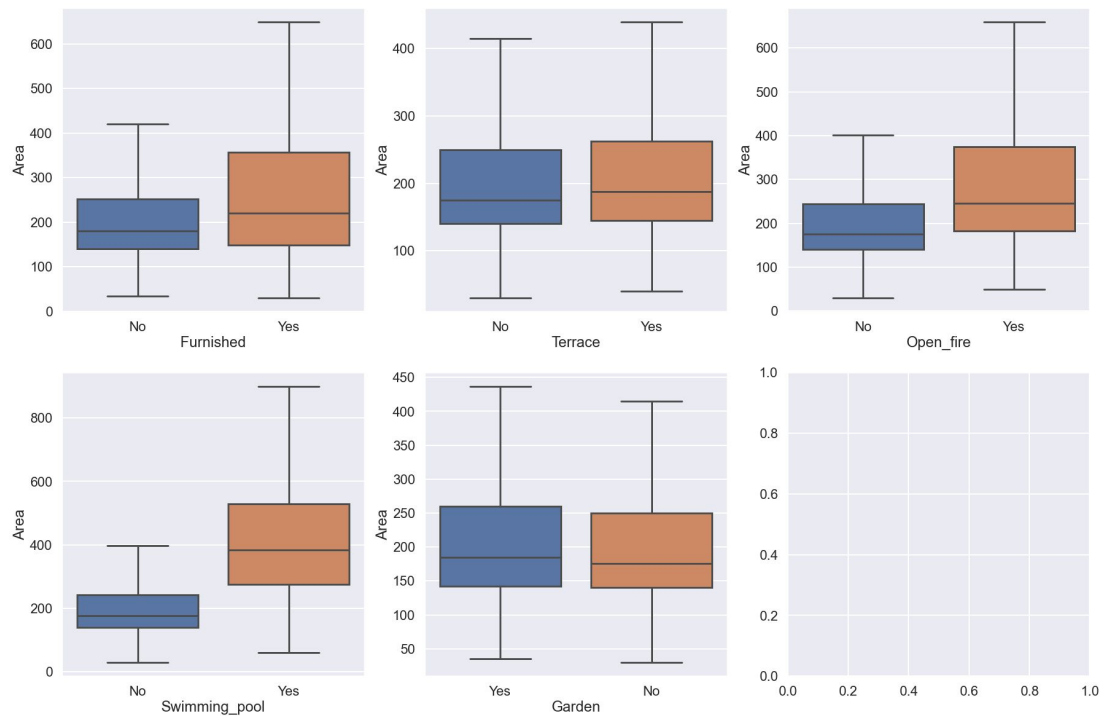 600
500
400
300
200
100
0
Area
No Yes
Furnished
400
300
200
100
Area
No Yes
Terrace
600
500
400
300
200
100
0
Area
No Yes
Open_fire
800
600
400
200
0
Area
No Yes
Swimming_pool
450
400
350
300
250
200
150
100
50
Area
Yes No
Garden
1.0
0.8
0.6
0.4
0.2
0.0
0.0 0.2 0.4 0.6 0.8 1.0